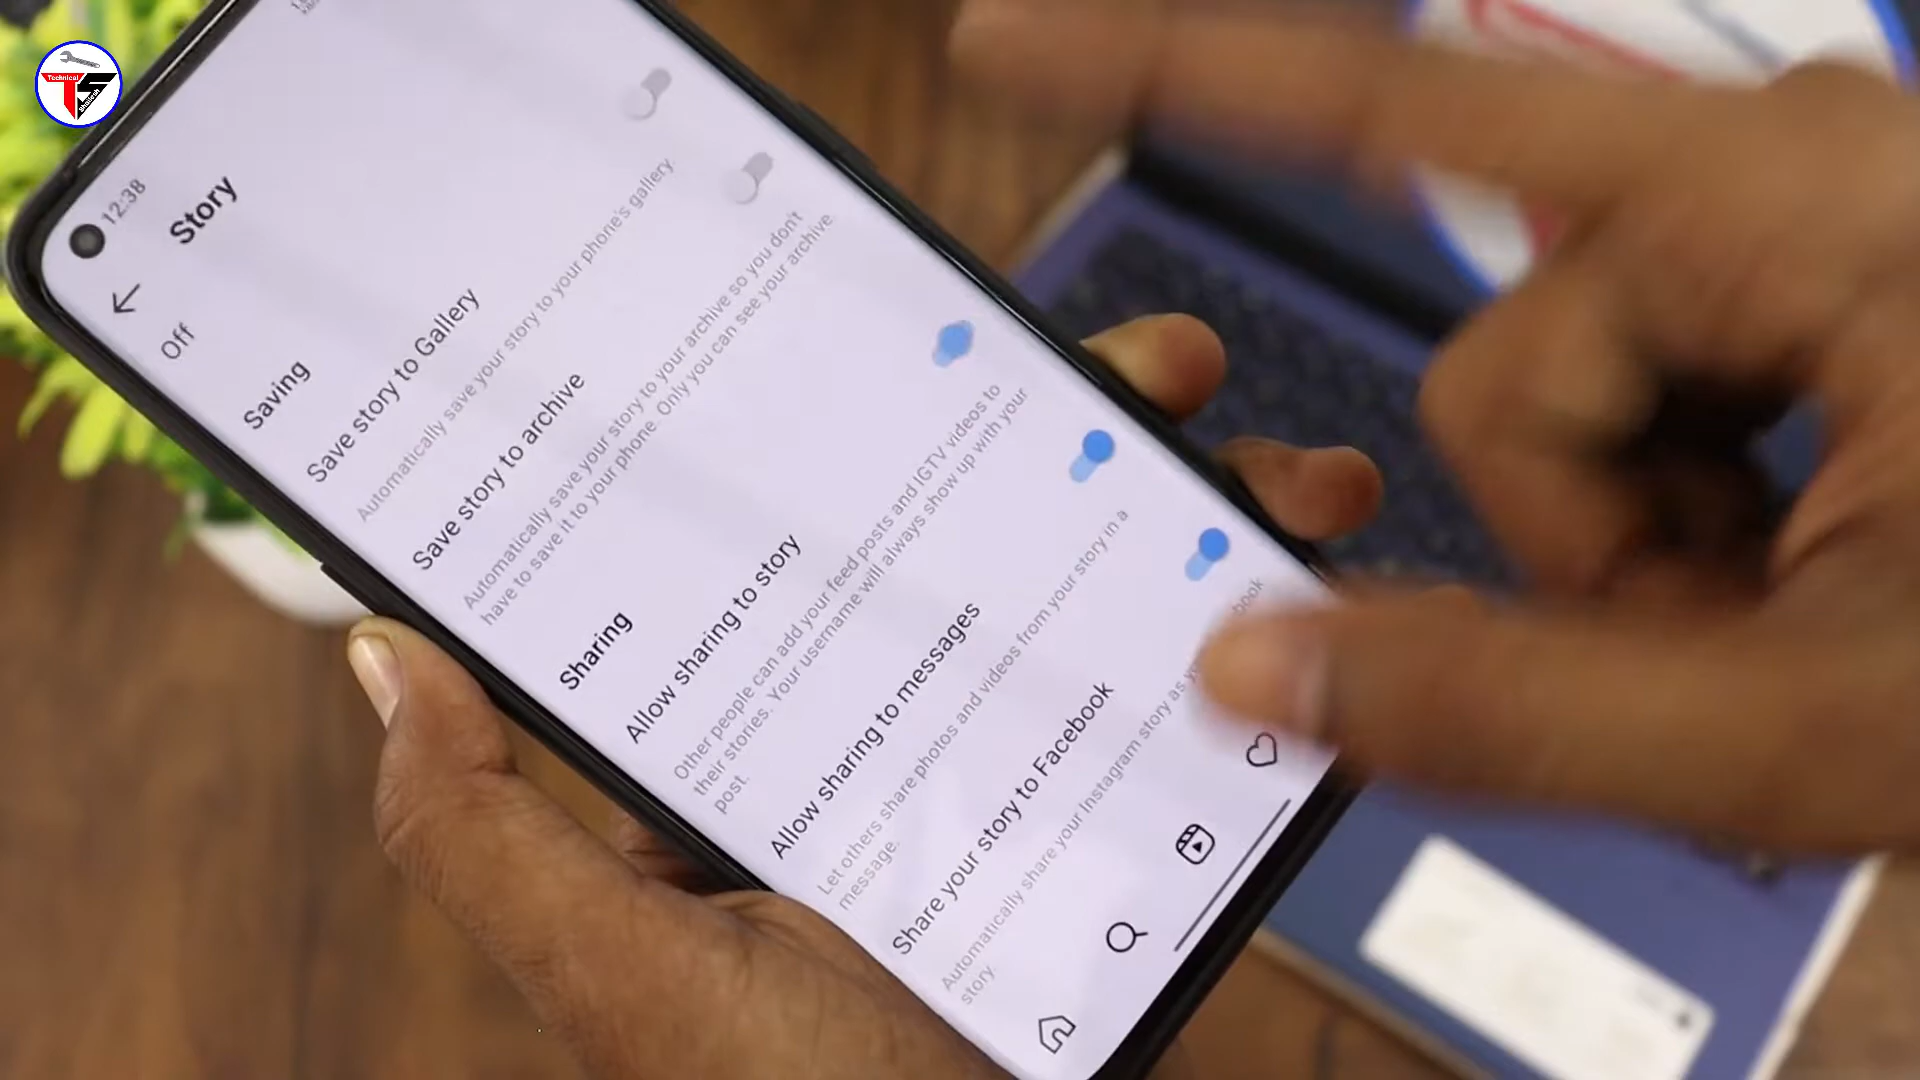 Technical
TS
Shailesh
12:38
Story
Off
Saving
Save story to Gallery
Automatically save your story to your phone's gallery.
Save story to archive
Automatically save your story to your archive so you don't
have to save it to your phone. Only you can see your archive.
Sharing
Allow sharing to story
Other people can add your feed posts and IGTV videos to
their stories. Your username will always show up with your
post.
Allow sharing to messages
Let others share photos and videos from your story in a
message.
Share your story to Facebook
Automatically share your Instagram story as
story.